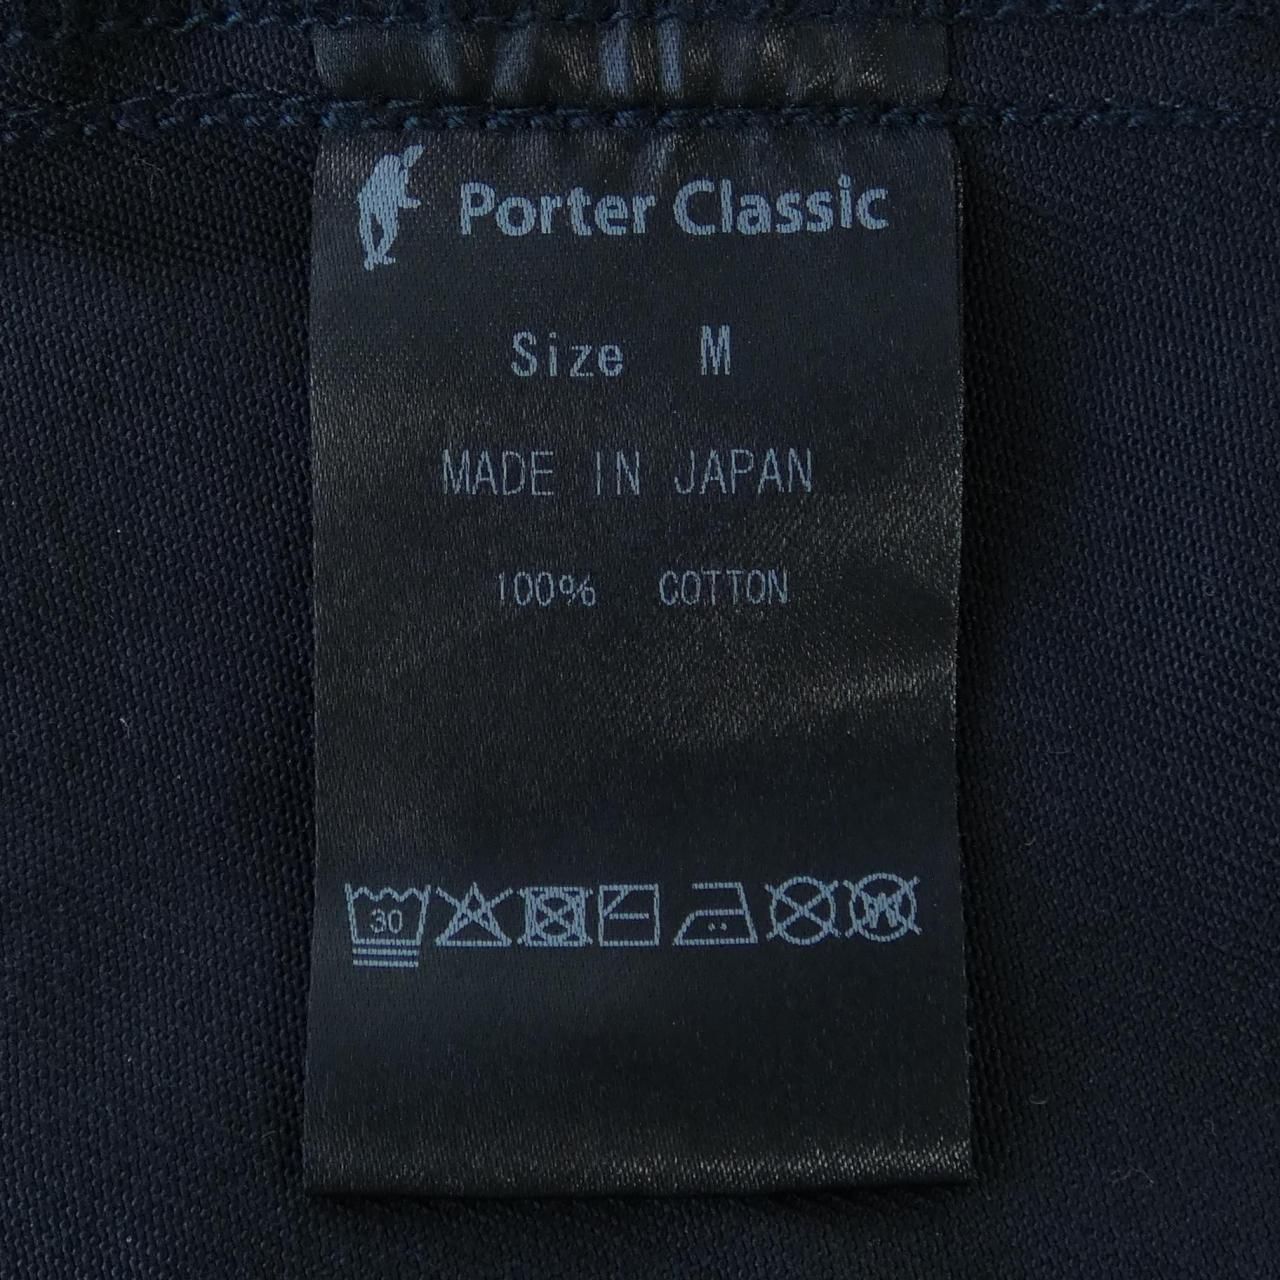 Porter Classic
Size M
MADE IN JAPAN
100% COTTON
30
W